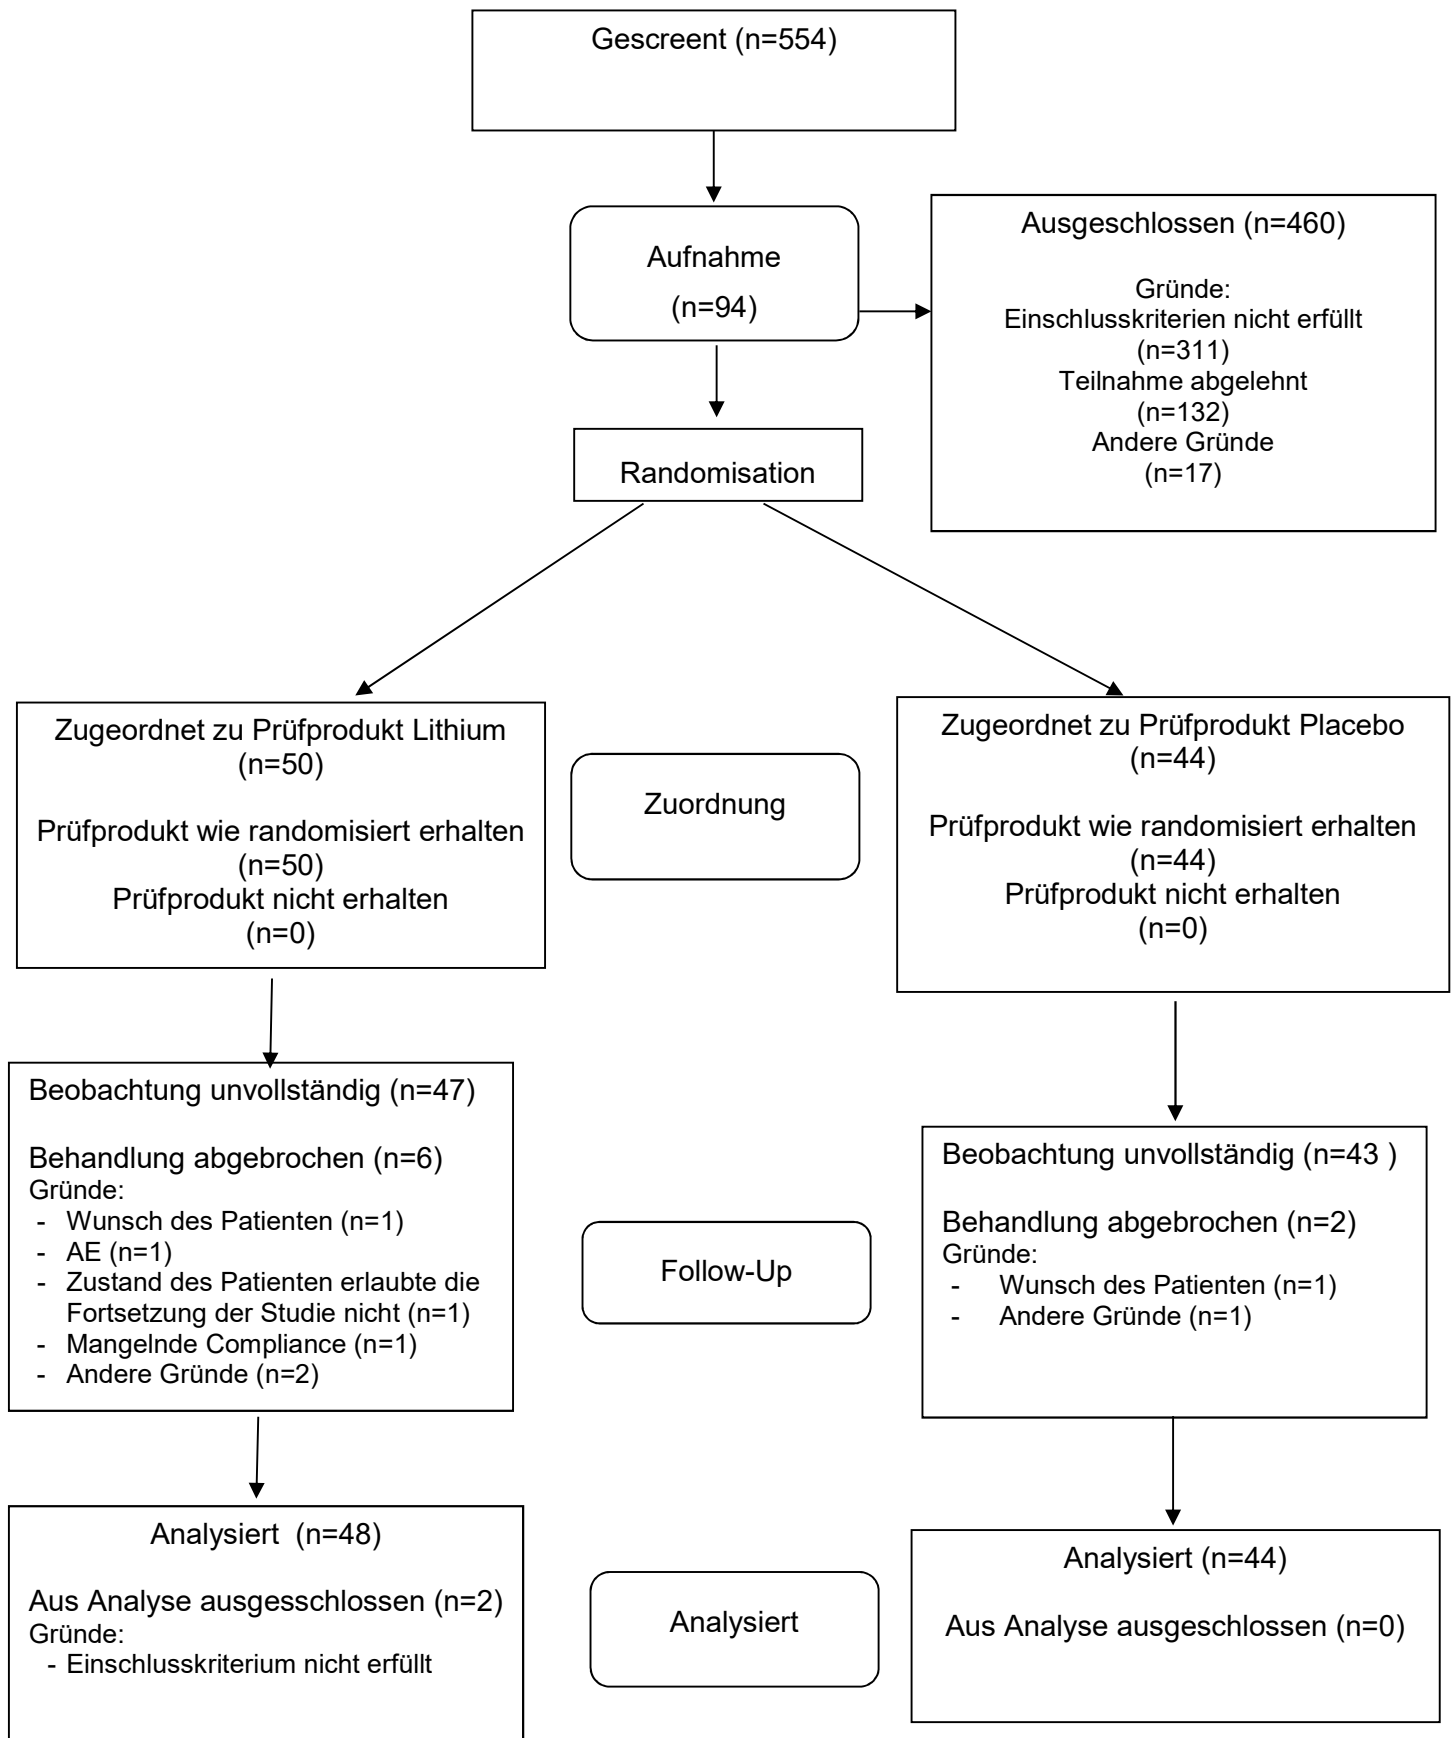 Gescreent (n=554)
Aufnahme
(n=94)
Ausgeschlossen (n=460)
Gründe:
Einschlusskriterien nicht erfüllt
(n=311)
Teilnahme abgelehnt
(n=132)
Andere Gründe
(n=17)
Randomisation
Zugeordnet zu Prüfprodukt Lithium
(n=50)
Prüfprodukt wie randomisiert erhalten
(n=50)
Prüfprodukt nicht erhalten
(n=0)
Zuordnung
Zugeordnet zu Prüfprodukt Placebo
(n=44)
Prüfprodukt wie randomisiert erhalten
(n=44)
Prüfprodukt nicht erhalten
(n=0)
Beobachtung unvollständig (n=47)
Behandlung abgebrochen (n=6)
Gründe:
- Wunsch des Patienten (n=1)
- AE (n=1)
- Zustand des Patienten erlaubte die
Fortsetzung der Studie nicht (n=1)
- Mangelnde Compliance (n=1)
- Andere Gründe (n=2)
Follow-Up
Beobachtung unvollständig (n=43 )
Behandlung abgebrochen (n=2)
Gründe:
- Wunsch des Patienten (n=1)
- Andere Gründe (n=1)
Analysiert (n=48)
Aus Analyse ausgesschlossen (n=2)
Gründe:
- Einschlusskriterium nicht erfüllt
Analysiert
Analysiert (n=44)
Aus Analyse ausgeschlossen (n=0)